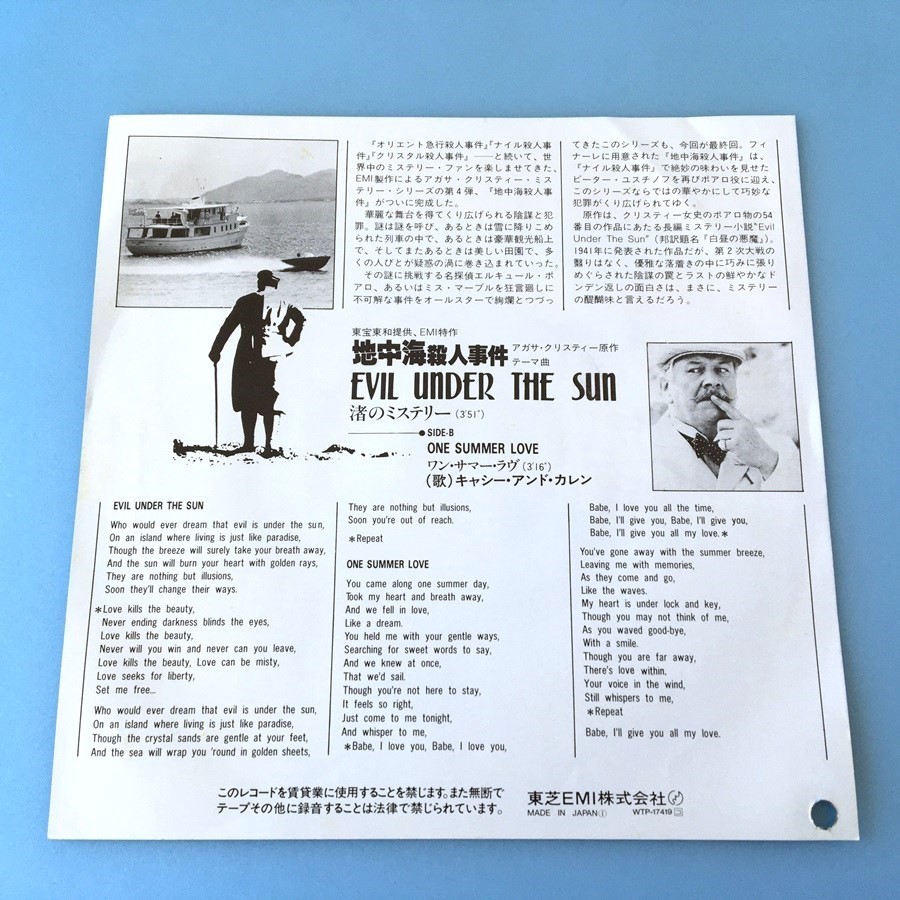 『オリエント急行殺人事件』『ナイル殺人事
件』『クリスタル殺人事件』――と続いて、世
界中のミステリー・ファンを楽しませてきた、
EMI製作によるアガサ・クリスティー・ミス
テリー・シリーズの第4弾、『地中海殺人事
件』がついに完成した。
華麗な舞台を得てくり広げられる陰謀と犯
罪。謎は謎を呼び、あるときは雪に降りこめ
られた列車の中で、あるときは豪華観光船上
で、そしてまたあるときは美しい田園で、多
くの人びとが疑惑の渦に巻き込まれていった。
その謎に挑戦する名探偵エルキュール・ポ
アロ、あるいはミス・マープルを狂言廻しに
不可解な事件をオールスターで絢爛とつづっ
てきたこのシリーズも、今回が最終回。フィ
ナーレに用意された『地中海殺人事件』は、
『ナイル殺人事件』で絶妙の味わいを見せた
ピーター・ユスチノフを再びポアロ役に迎え、
このシリーズならではの華やかにして巧妙な
犯罪がくり広げられてゆく。
原作は、クリスティー女史のポアロ物の54
番目の作品にあたる長編ミステリー小説"Evil
Under The Sun"（邦訳題名『白昼の悪魔』）。
1941年に発表された作品だが、第2次大戦の
翳りはなく、優雅な落着きの中に巧みに張り
めぐらされた陰謀の罠とラストの鮮やかなド
ンデン返しの面白さは、まさに、ミステリー
の醍醐味と言えるだろう。
東宝東和提供、EMI特作
地中海殺人事件 アガサ・クリスティー原作
テーマ曲
EVIL UNDER THE SUN
渚のミステリー(3'51")
SIDE-B
ONE SUMMER LOVE
ワン・サマー・ラヴ(3'16")
（歌）キャシー・アンド・カレン
EVIL UNDER THE SUN
Who would ever dream that evil is under the sun,
On an island where living is just like paradise,
Though the breeze will surely take your breath away,
And the sun will burn your heart with golden rays,
They are nothing but illusions,
Soon they'll change their ways.
*Love kills the beauty,
Never ending darkness blinds the eyes,
Love kills the beauty,
Never will you win and never can you leave,
Love kills the beauty, Love can be misty,
Love seeks for liberty,
Set me free...
Who would ever dream that evil is under the sun,
On an island where living is just like paradise,
Though the crystal sands are gentle at your feet,
And the sea will wrap you 'round in golden sheets,
They are nothing but illusions,
Soon you're out of reach.
*Repeat
ONE SUMMER LOVE
You came along one summer day,
Took my heart and breath away,
And we fell in love,
Like a dream.
You held me with your gentle ways,
Searching for sweet words to say,
And we knew at once,
That we'd sail.
Though you're not here to stay,
It feels so right,
Just come to me tonight,
And whisper to me,
*Babe, I love you, Babe, I love you,
Babe, I love you all the time,
Babe, I'll give you, Babe, I'll give you,
Babe, I'll give you all my love.*
You've gone away with the summer breeze,
Leaving me with memories,
As they come and go,
Like the waves.
My heart is under lock and key,
Though you may not think of me,
As you waved good-bye,
With a smile.
Though you are far away,
There's love within,
Your voice in the wind,
Still whispers to me,
*Repeat
Babe, I'll give you all my love.
このレコードを賃貸業に使用することを禁じます。また無断で
テープその他に録音することは法律で禁じられています。
東芝EMI株式会社
MADE IN JAPAN WTP-17419